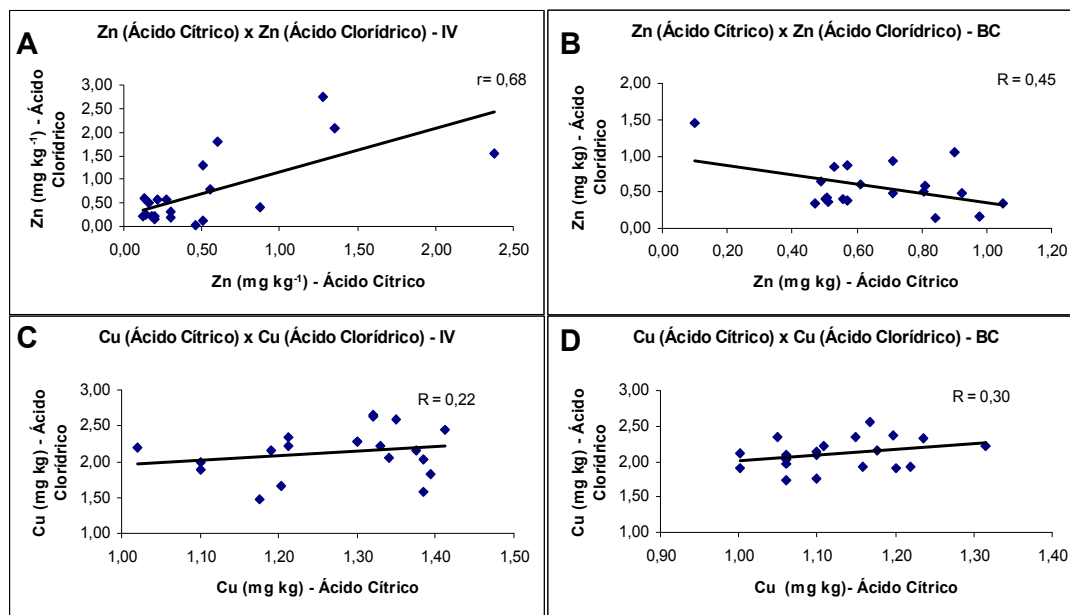 A
Zn (Ácido Cítrico) x Zn (Ácido Clorídrico) - IV
r= 0,68
Zn (mg kg⁻¹) - Ácido
Clorídrico
3,00
2,50
2,00
1,50
1,00
0,50
0,00
0,00 0,50 1,00 1,50 2,00 2,50
Zn (mg kg⁻¹) - Ácido Cítrico
B
Zn (Ácido Cítrico) x Zn (Ácido Clorídrico) - BC
R = 0,45
Zn (mg kg) - Ácido
Clorídrico
2,00
1,50
1,00
0,50
0,00
0,00 0,20 0,40 0,60 0,80 1,00 1,20
Zn (mg kg) - Ácido Cítrico
C
Cu (Ácido Cítrico) x Cu (Ácido Clorídrico) - IV
R = 0,22
Cu (mg kg) - Ácido
Clorídrico
3,00
2,50
2,00
1,50
1,00
1,00 1,10 1,20 1,30 1,40 1,50
Cu (mg kg) - Ácido Cítrico
D
Cu (Ácido Cítrico) x Cu (Ácido Clorídrico) - BC
R = 0,30
Cu (mg kg) - Ácido
Clorídrico
3,00
2,50
2,00
1,50
1,00
0,90 1,00 1,10 1,20 1,30 1,40
Cu (mg kg)- Ácido Cítrico